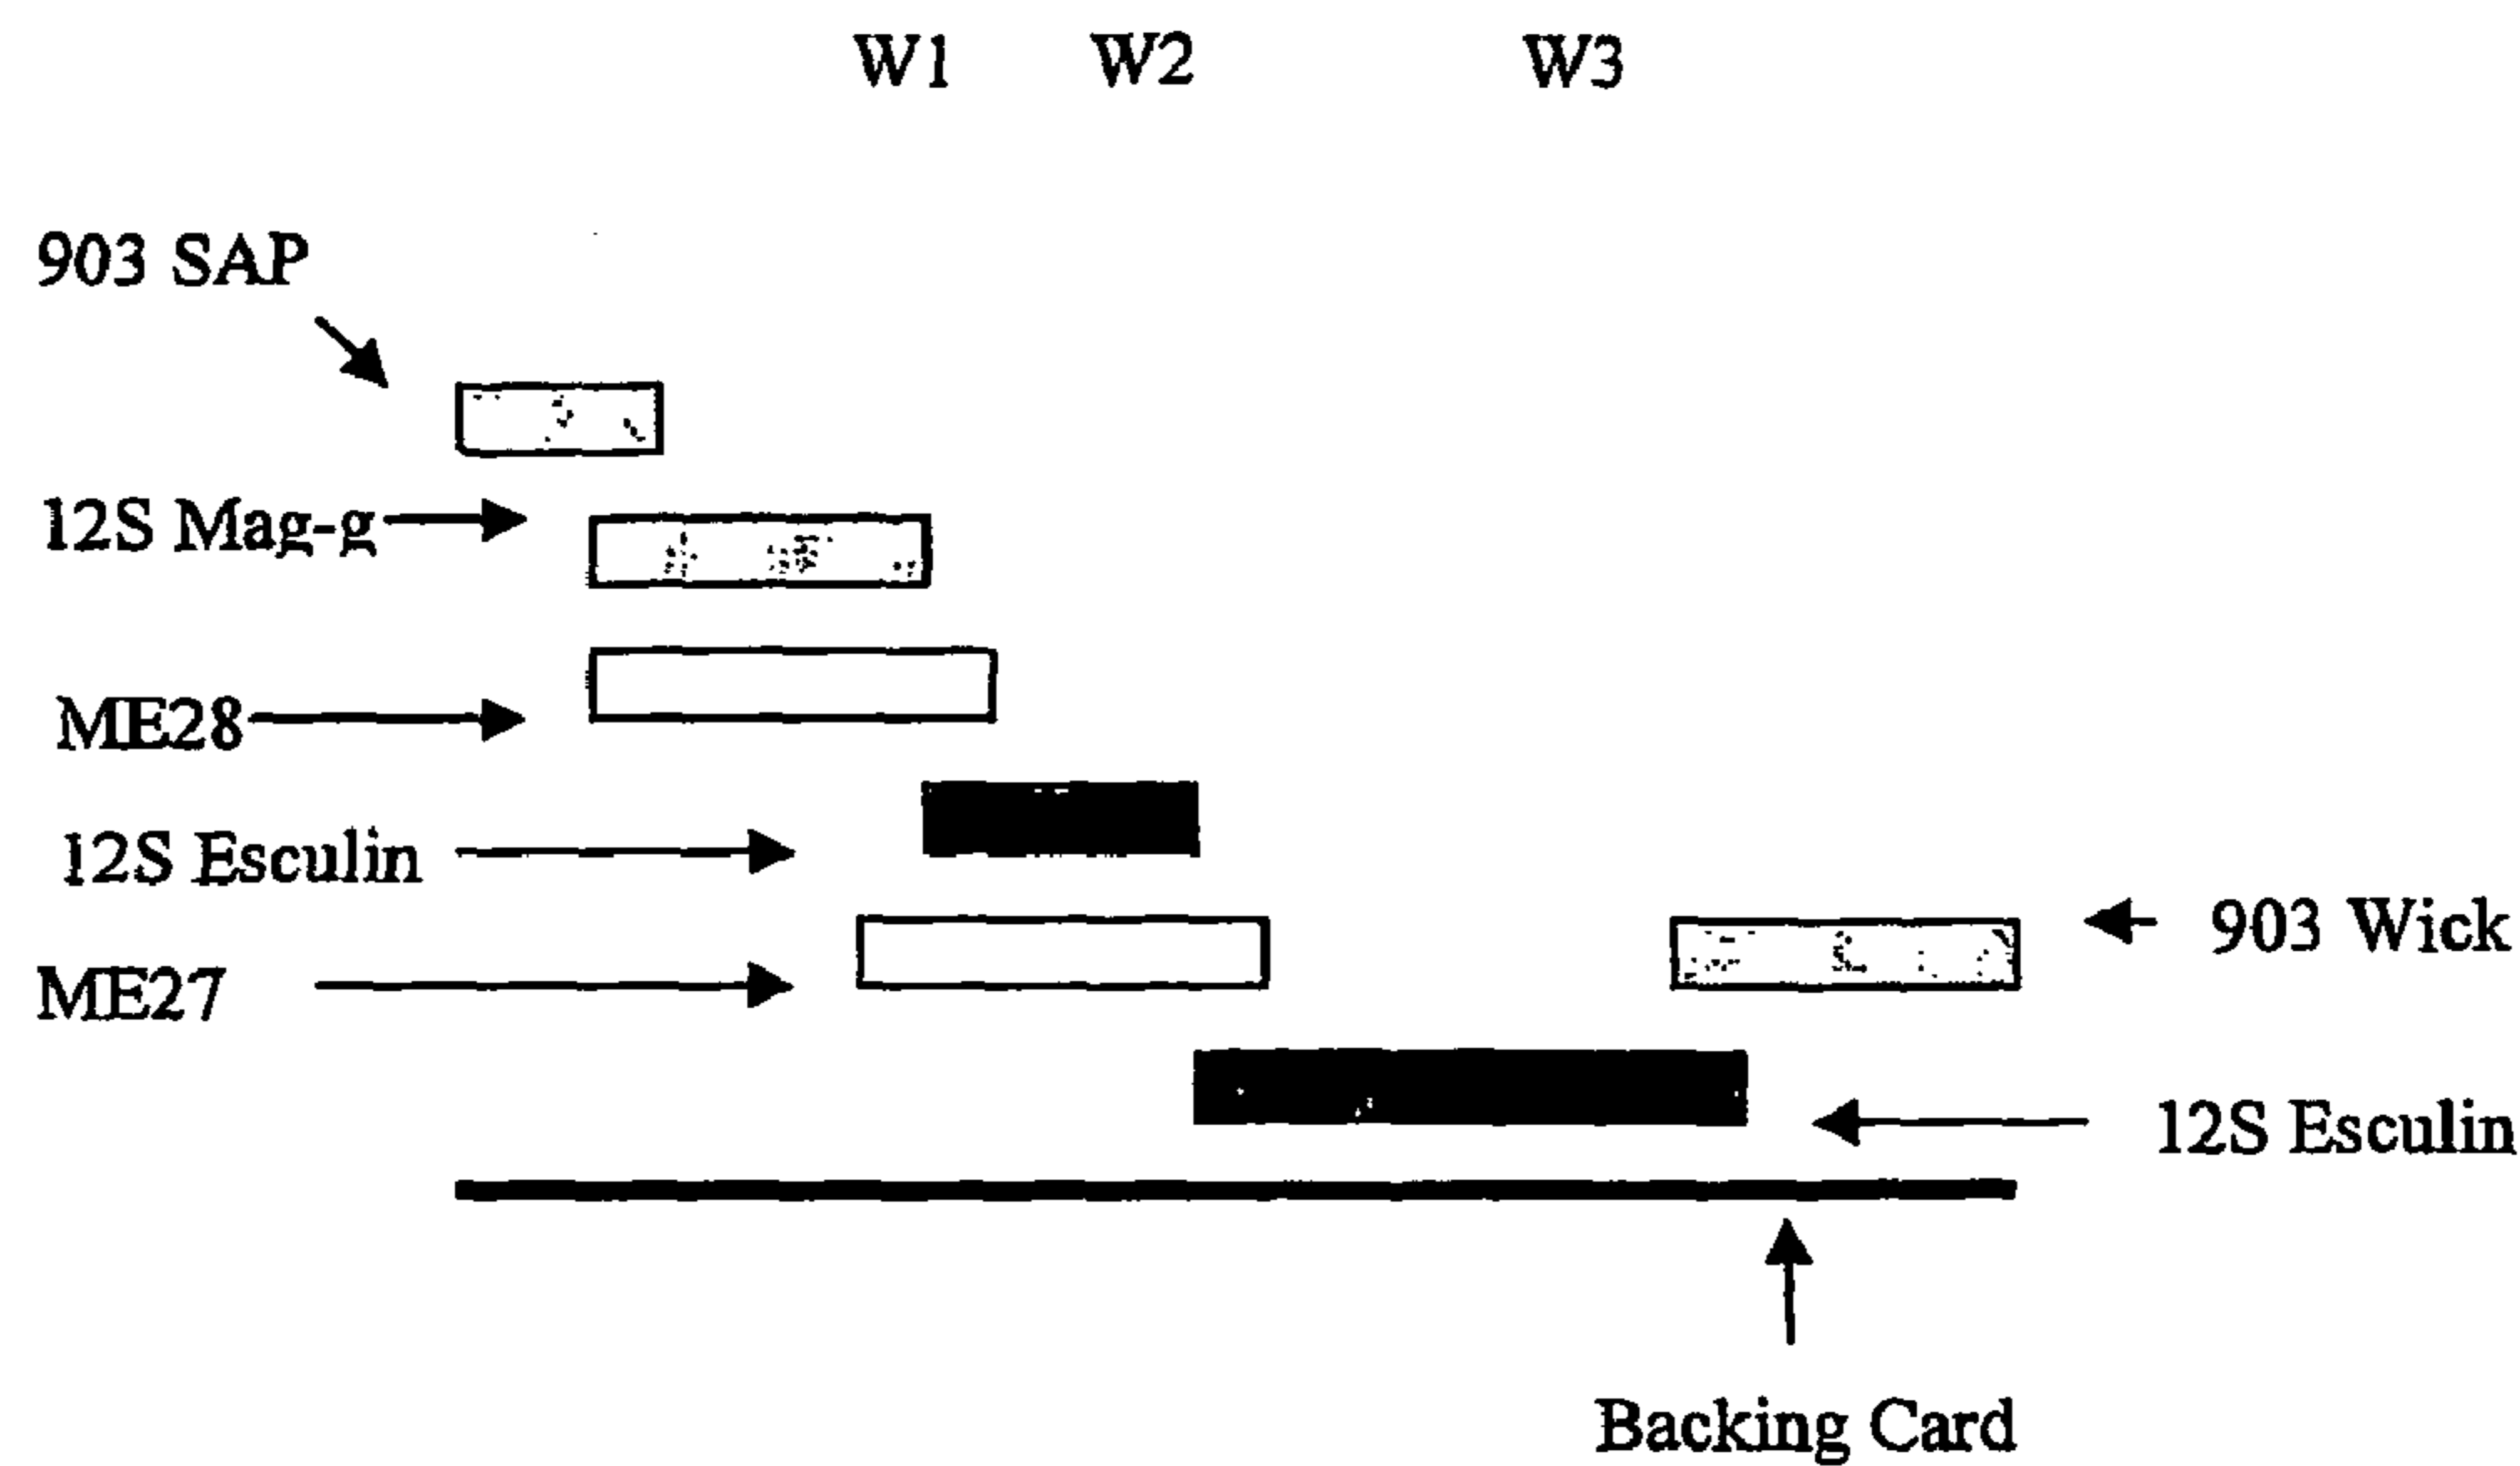 W1 W2 W3
903 SAP
12S Mag-g
ME28
12S Esculin
903 Wick
ME27
12S Esculin
Backing Card